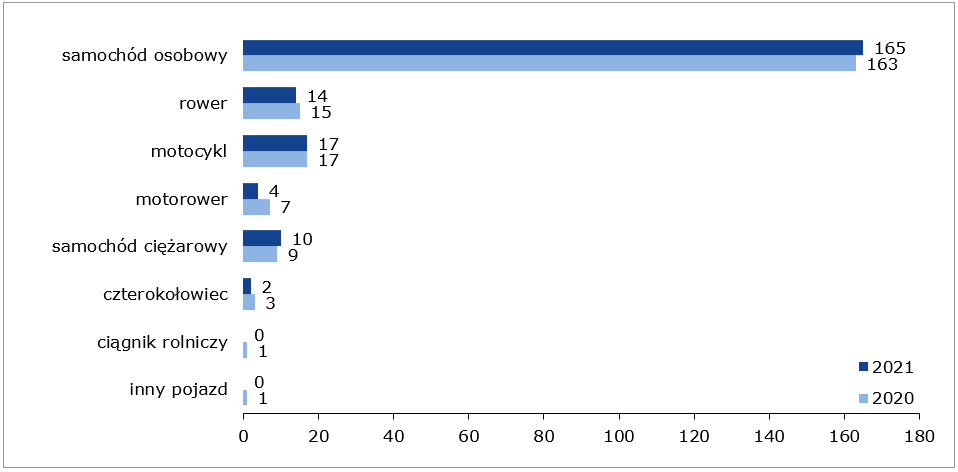 samochód osobowy
165
163
rower
14
15
motocykl
17
17
motorower
4
7
samochód ciężarowy
10
9
czterokołowiec
2
3
ciągnik rolniczy
0
1
inny pojazd
0
1
2021
2020
0 20 40 60 80 100 120 140 160 180